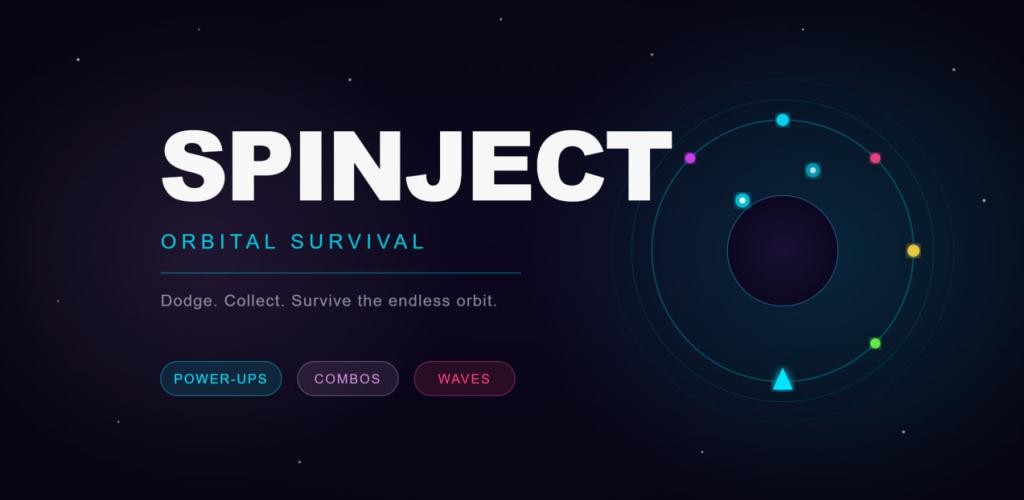 SPINJECT
ORBITAL SURVIVAL
Dodge. Collect. Survive the endless orbit.
POWER-UPS COMBOS WAVES